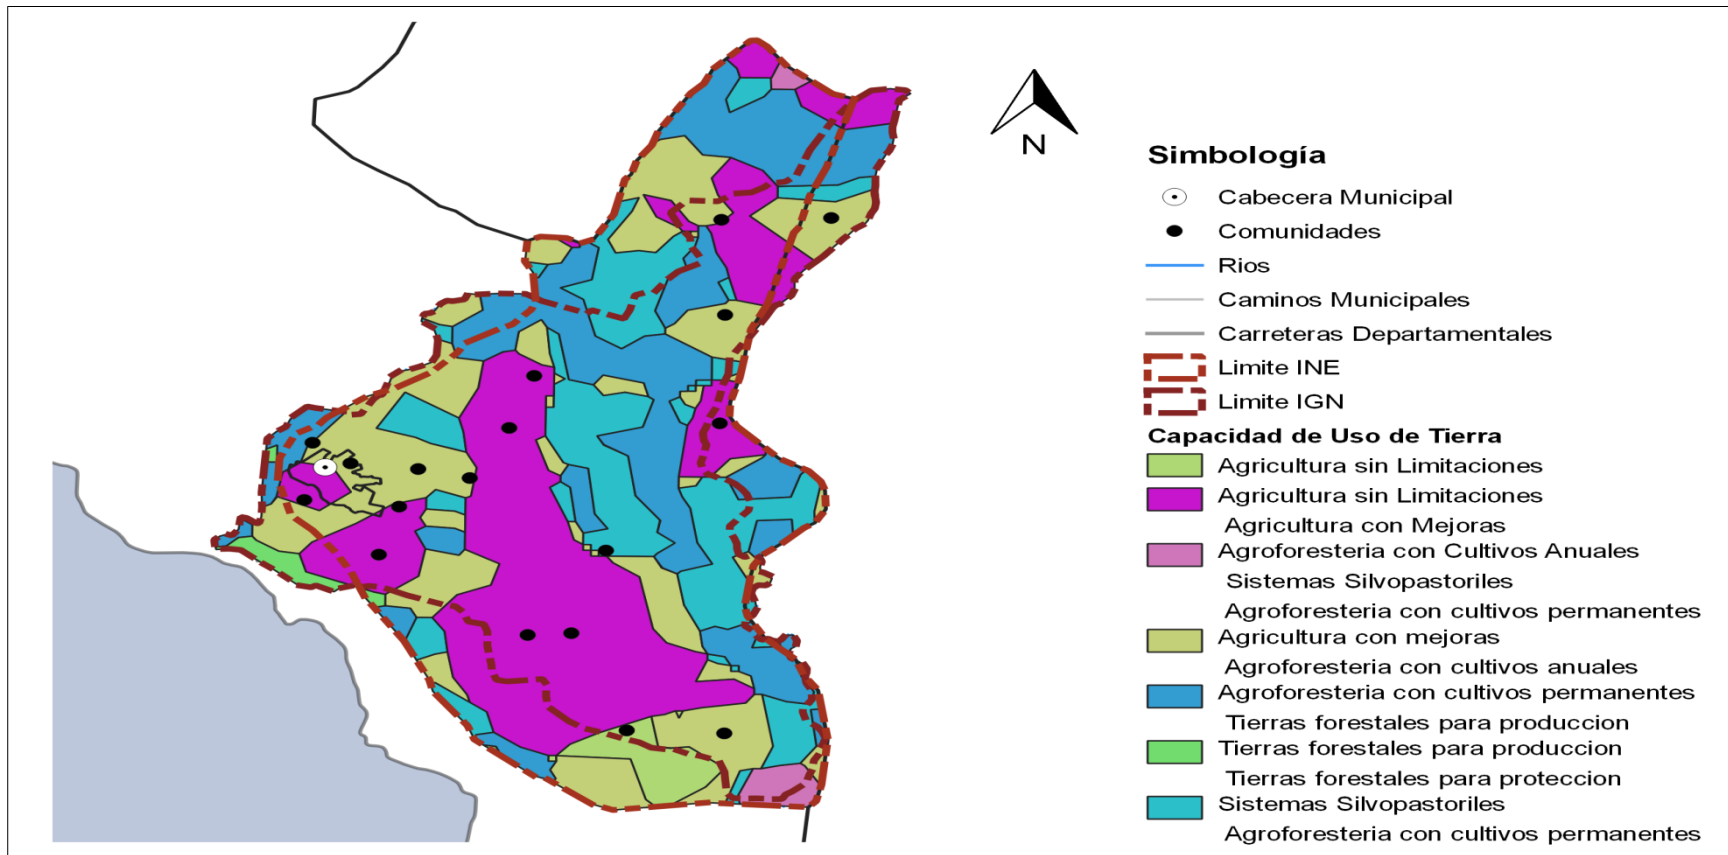 N
Simbología
Cabecera Municipal
Comunidades
Rios
Caminos Municipales
Carreteras Departamentales
Limite INE
Limite IGN
Capacidad de Uso de Tierra
Agricultura sin Limitaciones
Agricultura sin Limitaciones
Agricultura con Mejoras
Agroforesteria con Cultivos Anuales
Sistemas Silvopastoriles
Agroforesteria con cultivos permanentes
Agricultura con mejoras
Agroforesteria con cultivos anuales
Agroforesteria con cultivos permanentes
Tierras forestales para produccion
Tierras forestales para produccion
Tierras forestales para proteccion
Sistemas Silvopastoriles
Agroforesteria con cultivos permanentes